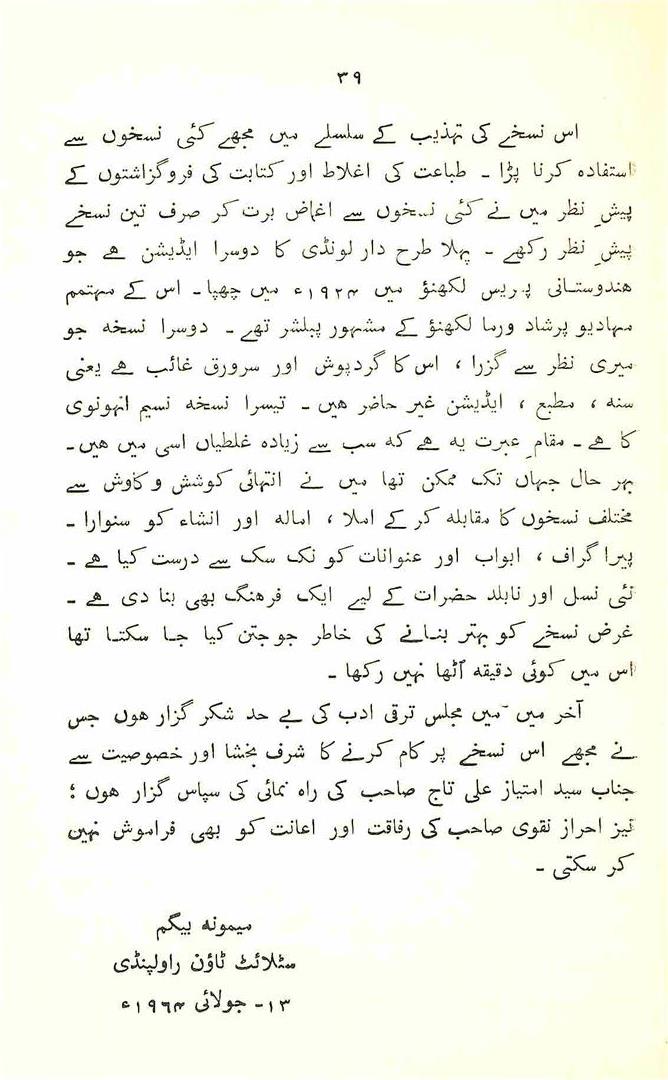 ۳۹
اس نسخے کی تہذیب کے سلسلے میں مجھے کئی نسخوں سے
استفادہ کرنا پڑا ۔ طباعت کی اغلاط اور کتابت کی فروگزاشتوں کے
پیشِ نظر میں نے کئی نسخوں سے اغماض برت کر صرف تین نسخے
پیشِ نظر رکھے ۔ پہلا طرح دار لونڈی کا دوسرا ایڈیشن ہے جو
ہندوستانی پریس لکھنؤ میں ۱۹۲۴ء میں چھپا ۔ اس کے مہتمم
مہادیو پرشاد ورما لکھنؤ کے مشہور پبلشر تھے ۔ دوسرا نسخہ جو
میری نظر سے گزرا ، اس کا گردپوش اور سرورق غائب ہے یعنی
سنہ ، مطبع ، ایڈیشن غیر حاضر ہیں ۔ تیسرا نسخہ نسیم انہونوی
کا ہے ۔ مقامِ عبرت یہ ہے کہ سب سے زیادہ غلطیاں اسی میں ہیں ۔
بہر حال جہاں تک ممکن تھا میں نے انتہائی کوشش و کاوش سے
مختلف نسخوں کا مقابلہ کر کے املا ، امالہ اور انشاء کو سنوارا ۔
پیرا گراف ، ابواب اور عنوانات کو نک سک سے درست کیا ہے ۔
نئی نسل اور نابلد حضرات کے لیے ایک فرہنگ بھی بنا دی ہے ۔
غرض نسخے کو بہتر بنانے کی خاطر جو جتن کیا جا سکتا تھا
اس میں کوئی دقیقہ اُٹھا نہیں رکھا ۔
آخر میں میں مجلس ترقی ادب کی بے حد شکر گزار ہوں جس
نے مجھے اس نسخے پر کام کرنے کا شرف بخشا اور خصوصیت سے
جناب سید امتیاز علی تاج صاحب کی راہ نمائی کی سپاس گزار ہوں ؛
نیز احراز نقوی صاحب کی رفاقت اور اعانت کو بھی فراموش نہیں
کر سکتی ۔
میمونہ بیگم
سٹلائٹ ٹاؤن راولپنڈی
۱۳ - جولائی ۱۹۶۴ء